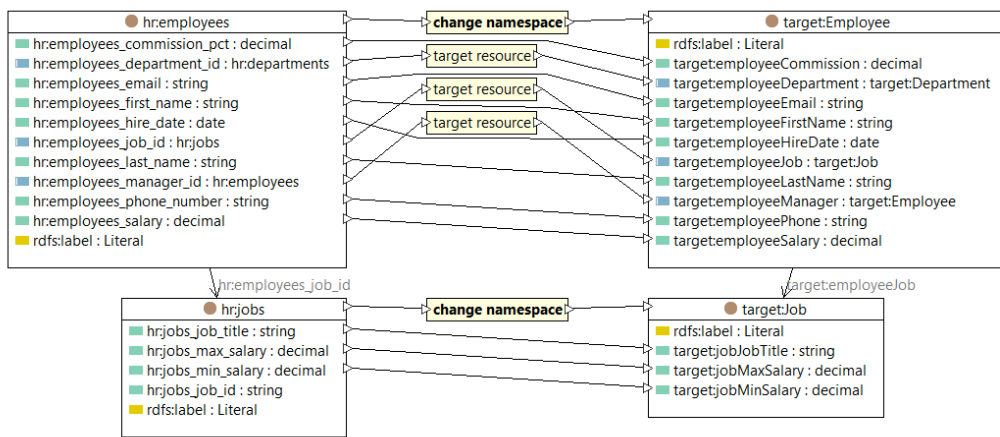 hr:employees
hr:employees_commission_pct : decimal
hr:employees_department_id : hr:departments
hr:employees_email : string
hr:employees_first_name : string
hr:employees_hire_date : date
hr:employees_job_id : hr:jobs
hr:employees_last_name : string
hr:employees_manager_id : hr:employees
hr:employees_phone_number : string
hr:employees_salary : decimal
rdfs:label : Literal
change namespace
target resource
target resource
target resource
target:Employee
rdfs:label : Literal
target:employeeCommission : decimal
target:employeeDepartment : target:Department
target:employeeEmail : string
target:employeeFirstName : string
target:employeeHireDate : date
target:employeeJob : target:Job
target:employeeLastName : string
target:employeeManager : target:Employee
target:employeePhone : string
target:employeeSalary : decimal
hr:employees_job_id
target:employeeJob
hr:jobs
hr:jobs_job_title : string
hr:jobs_max_salary : decimal
hr:jobs_min_salary : decimal
hr:jobs_job_id : string
rdfs:label : Literal
change namespace
target:Job
rdfs:label : Literal
target:jobJobTitle : string
target:jobMaxSalary : decimal
target:jobMinSalary : decimal